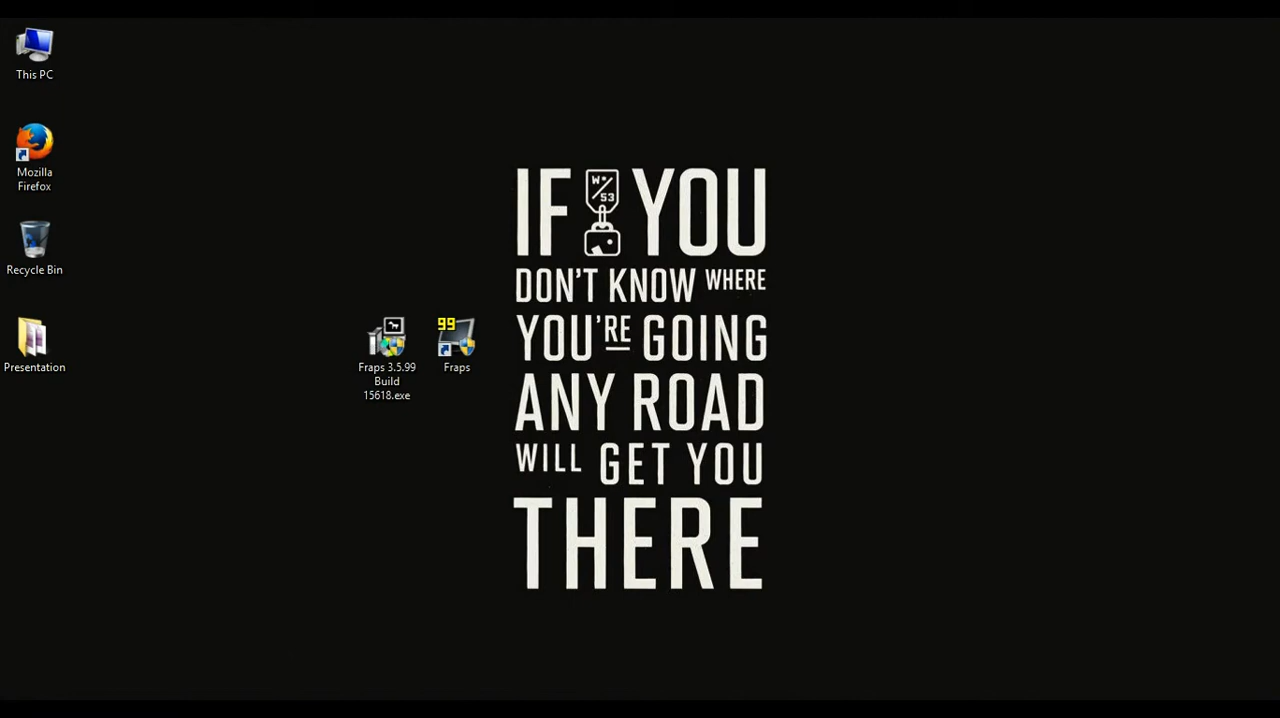 This PC
Mozilla
Firefox
Recycle Bin
Presentation
Fraps 3.5.99
Build
15618.exe
99
Fraps
IF W* / 53 YOU
DON'T KNOW WHERE
YOU'RE GOING
ANY ROAD
WILL GET YOU
THERE